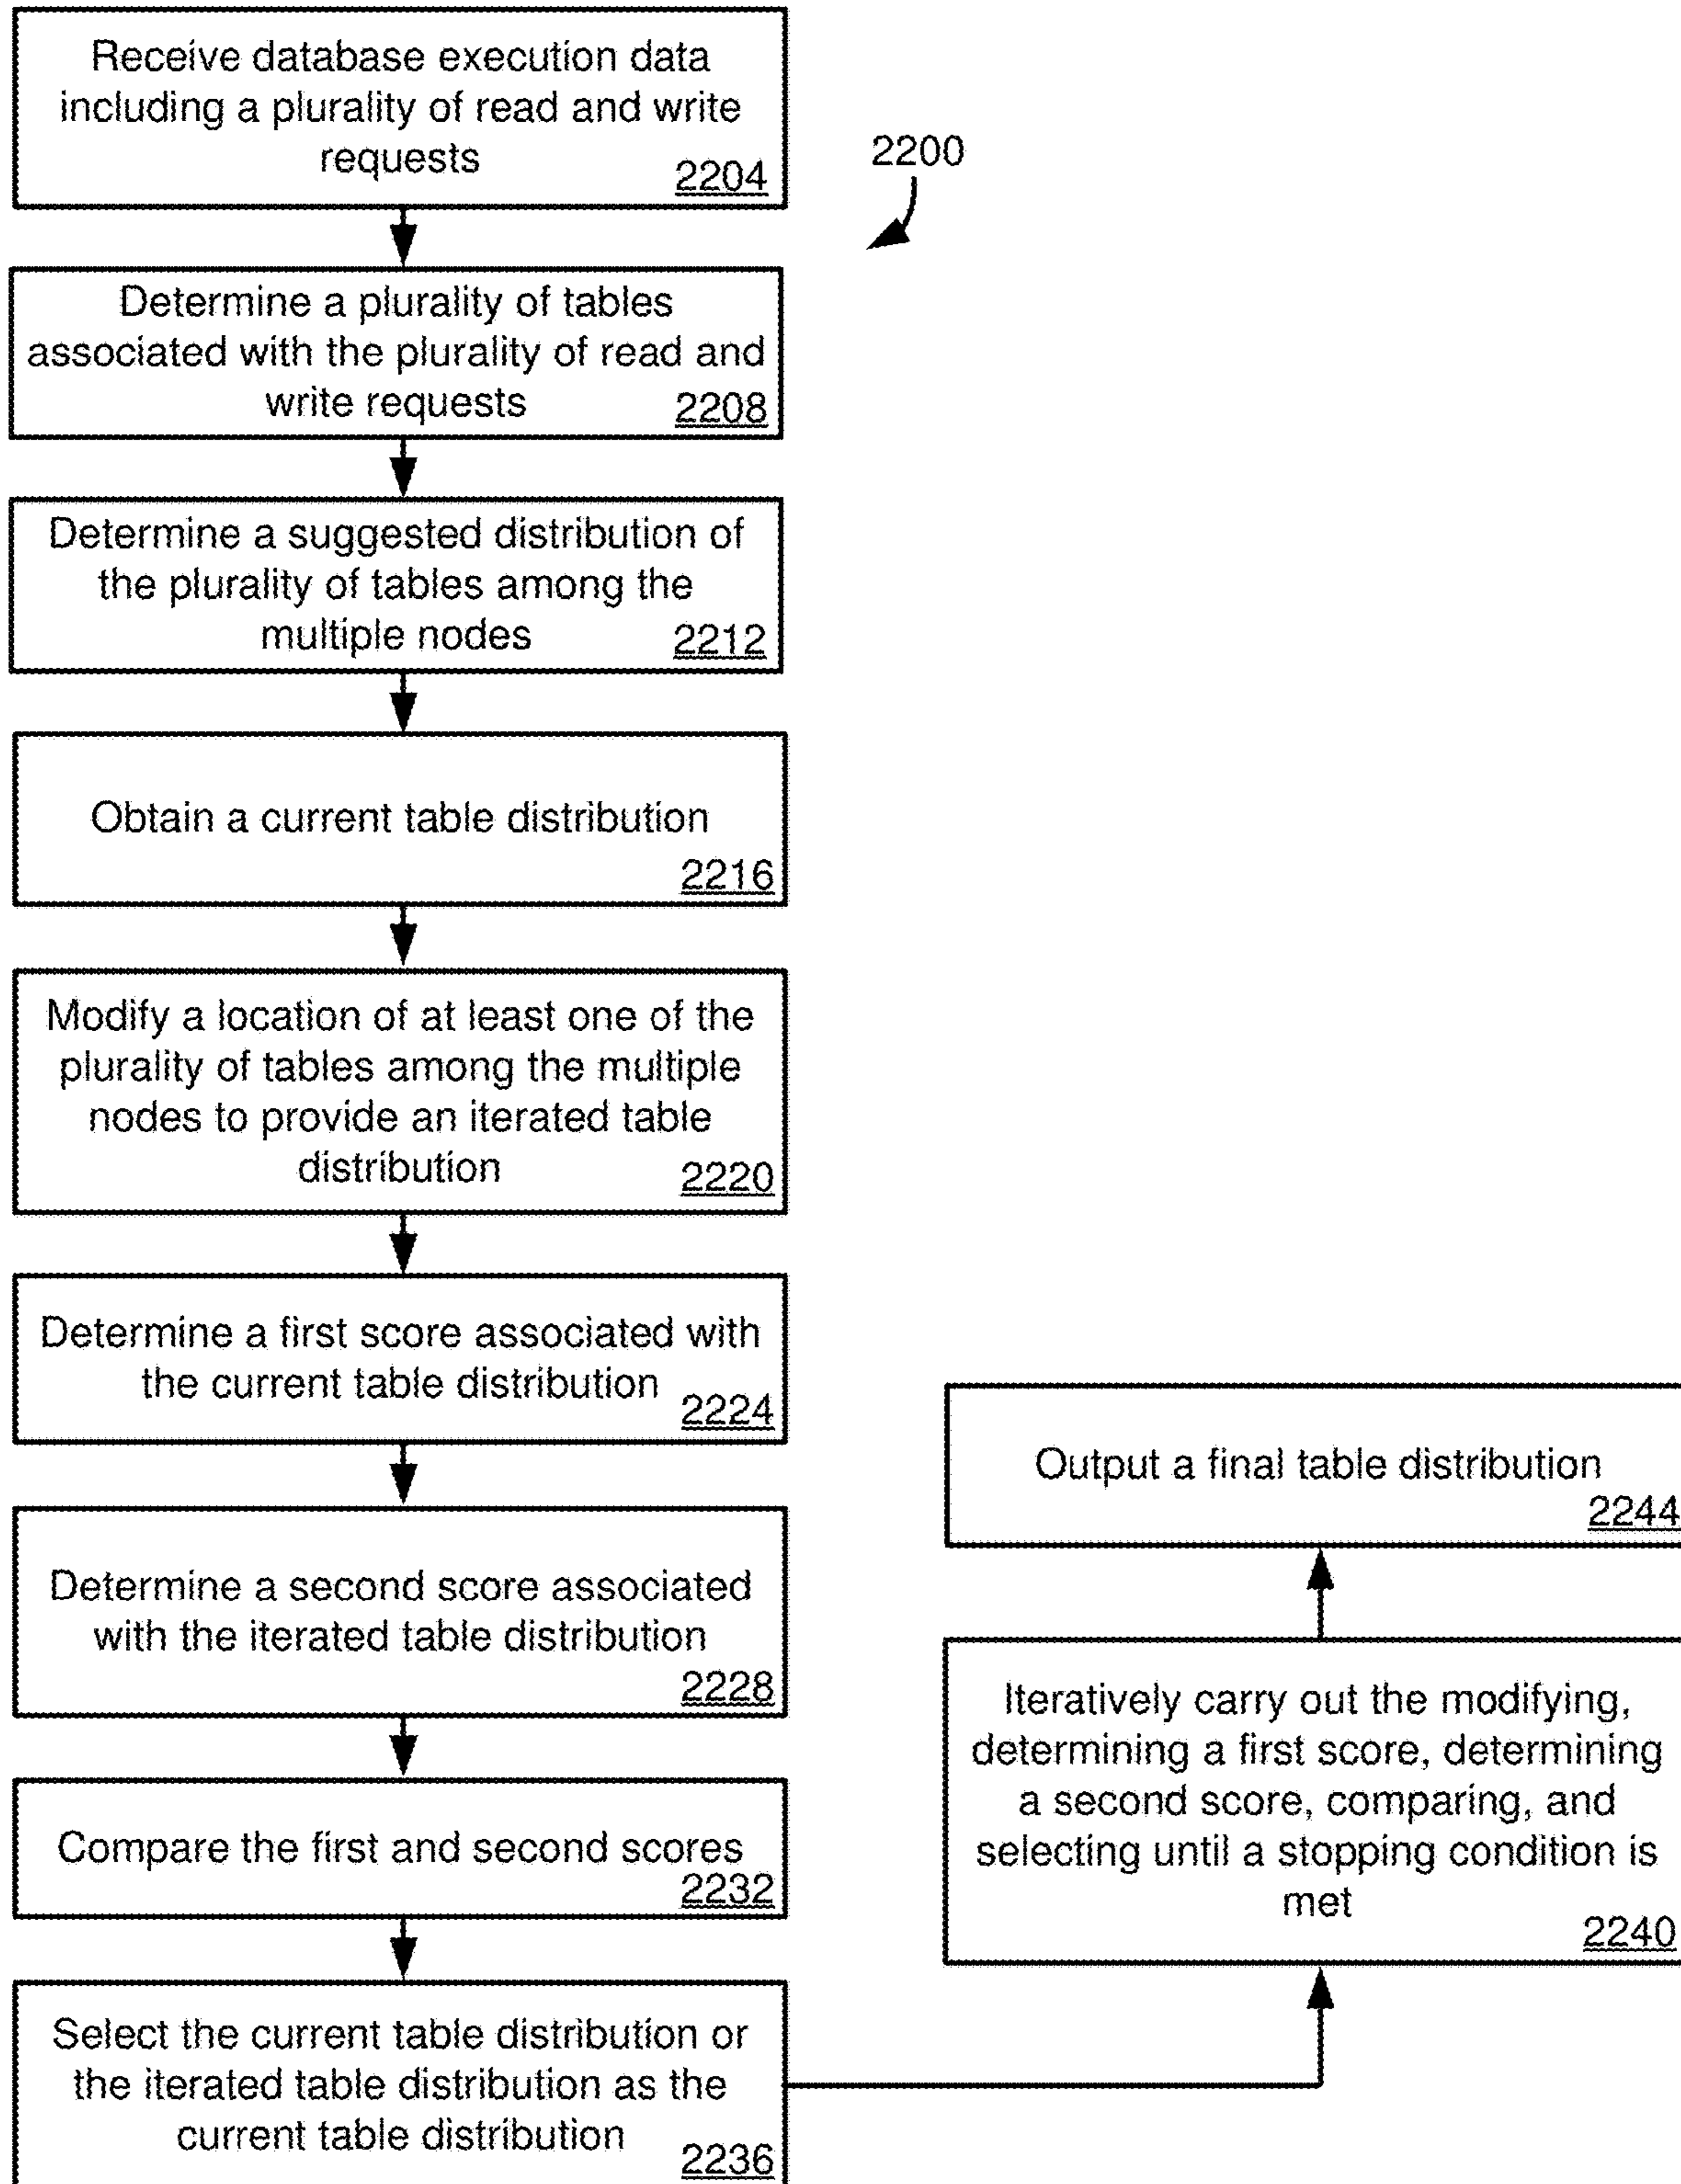 Receive database execution data
including a plurality of read and write
requests
2204
2200
Determine a plurality of tables
associated with the plurality of read and
write requests
2208
Determine a suggested distribution of
the plurality of tables among the
multiple nodes
2212
Obtain a current table distribution
2216
Modify a location of at least one of the
plurality of tables among the multiple
nodes to provide an iterated table
distribution
2220
Determine a first score associated with
the current table distribution
2224
Determine a second score associated
with the iterated table distribution
2228
Compare the first and second scores
2232
Select the current table distribution or
the iterated table distribution as the
current table distribution
2236
Iteratively carry out the modifying,
determining a first score, determining
a second score, comparing, and
selecting until a stopping condition is
met
2240
Output a final table distribution
2244